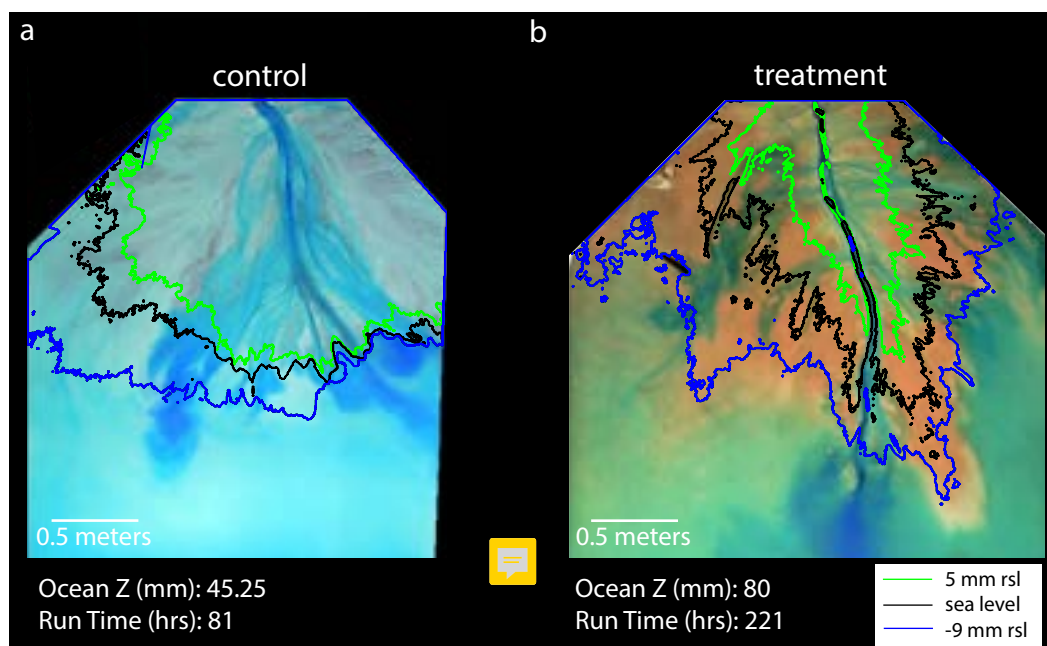 a
control
0.5 meters
Ocean Z (mm): 45.25
Run Time (hrs): 81
b
treatment
0.5 meters
Ocean Z (mm): 80
Run Time (hrs): 221
5 mm rsl
sea level
-9 mm rsl